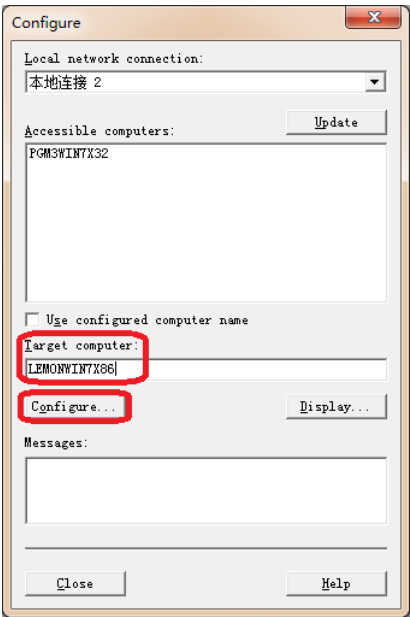 Configure
Local network connection:
本地连接 2
Update
Accessible computers:
PGM3WIN7X32
Use configured computer name
Target computer:
LEMONWIN7X86
Configure...
Display...
Messages:
Close
Help